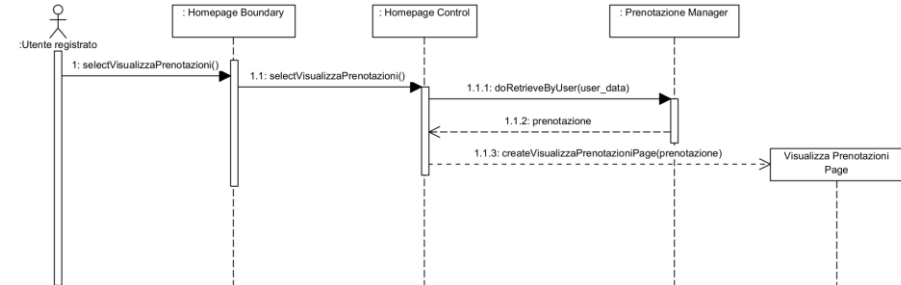 : Homepage Boundary
: Homepage Control
: Prenotazione Manager
:Utente registrato
1: selectVisualizzaPrenotazioni()
1.1: selectVisualizzaPrenotazioni()
1.1.1: doRetrieveByUser(user_data)
1.1.2: prenotazione
1.1.3: createVisualizzaPrenotazioniPage(prenotazione)
Visualizza Prenotazioni
Page